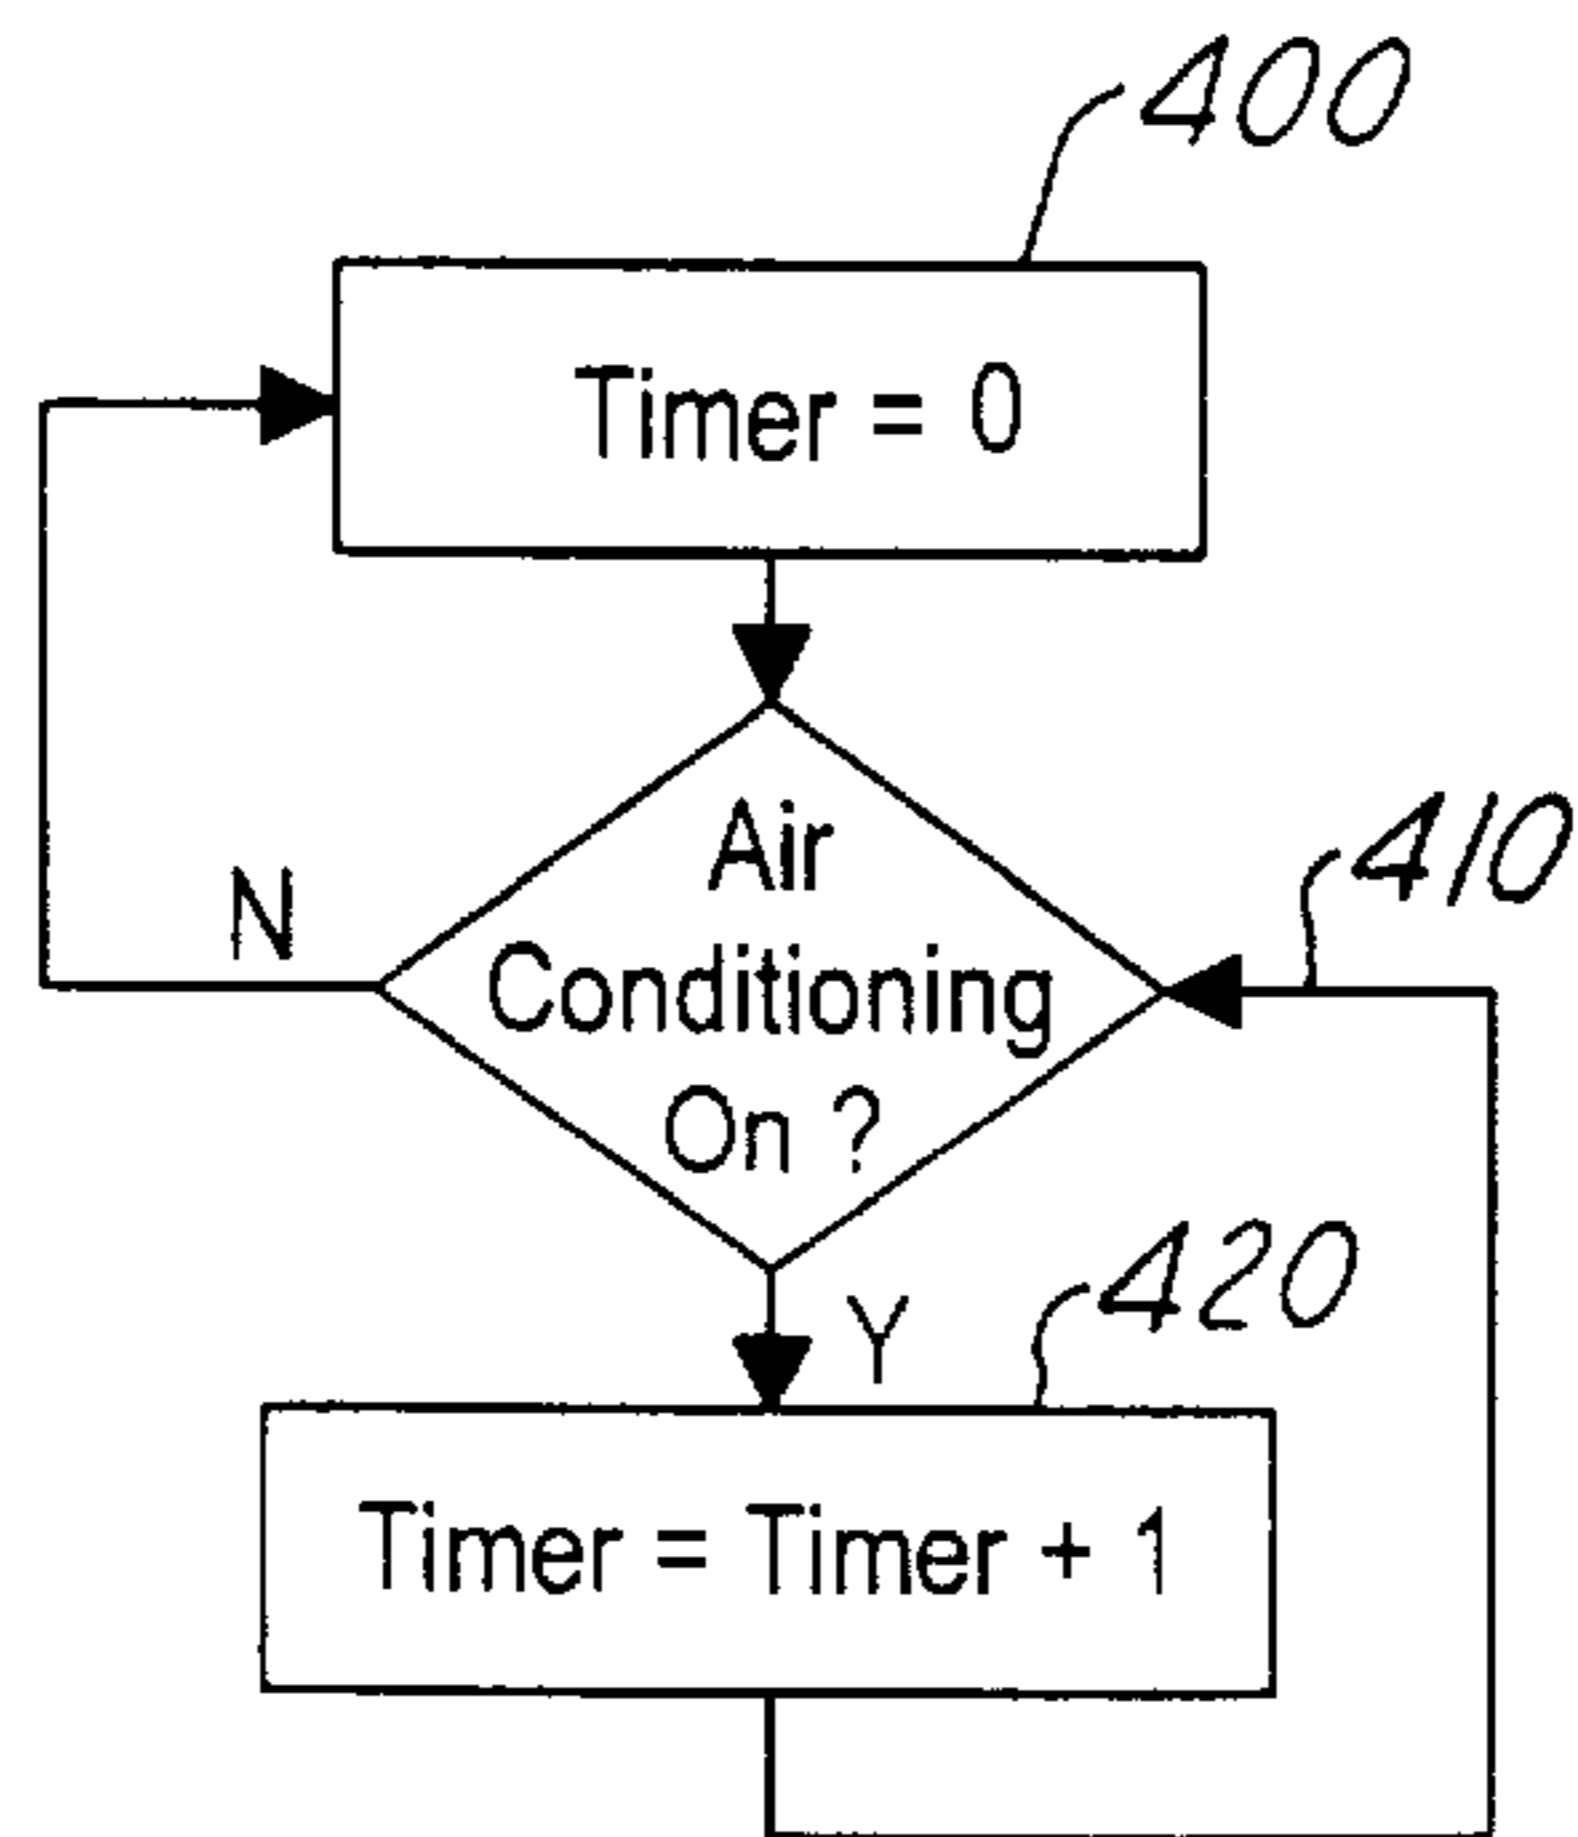 400
Timer = 0
410
N
Air
Conditioning
On ?
Y
420
Timer = Timer + 1